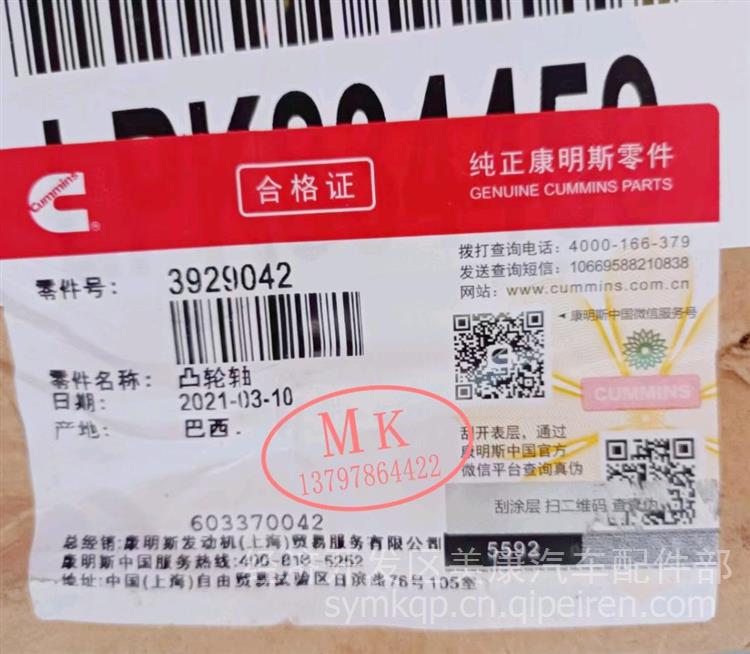 Cummins
合格证
纯正康明斯零件
GENUINE CUMMINS PARTS
拨打查询电话：4000-166-379
发送查询短信：10669588210838
网站：www.cummins.com.cn
零件号： 3929042
◄康明斯中国微信服务号
CUMMINS
零件名称： 凸轮轴
日期： 2021-03-10
产地： 巴西.
MK
13797864422
刮开表层，通过
康明斯中国官方
微信平台查询真伪
刮涂层 扫二维码 查真伪
5592
603370042
总经销:康明斯发动机(上海)贸易服务有限公司
康明斯中国服务热线:400-818-5252
地址:中国(上海)自由贸易试验区日滨路76号105室
发区美康汽车配件部
symkqp.cn.qipeiren.com